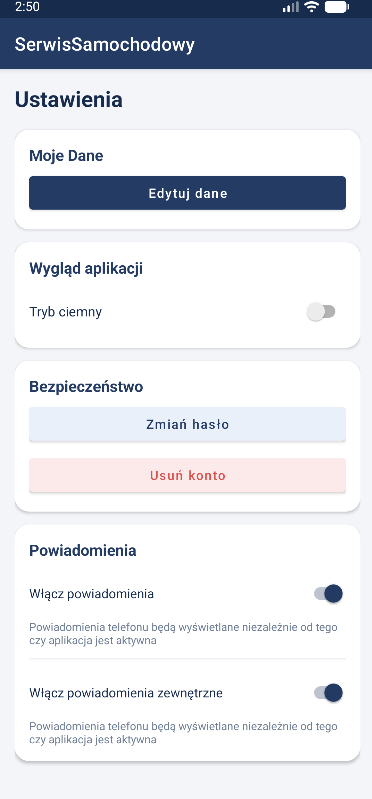 2:50
SerwisSamochodowy
Ustawienia
Moje Dane
Edytuj dane
Wygląd aplikacji
Tryb ciemny
Bezpieczeństwo
Zmiań hasło
Usuń konto
Powiadomienia
Włącz powiadomienia
Powiadomienia telefonu będą wyświetlane niezależnie od tego
czy aplikacja jest aktywna
Włącz powiadomienia zewnętrzne
Powiadomienia telefonu będą wyświetlane niezależnie od tego
czy aplikacja jest aktywna